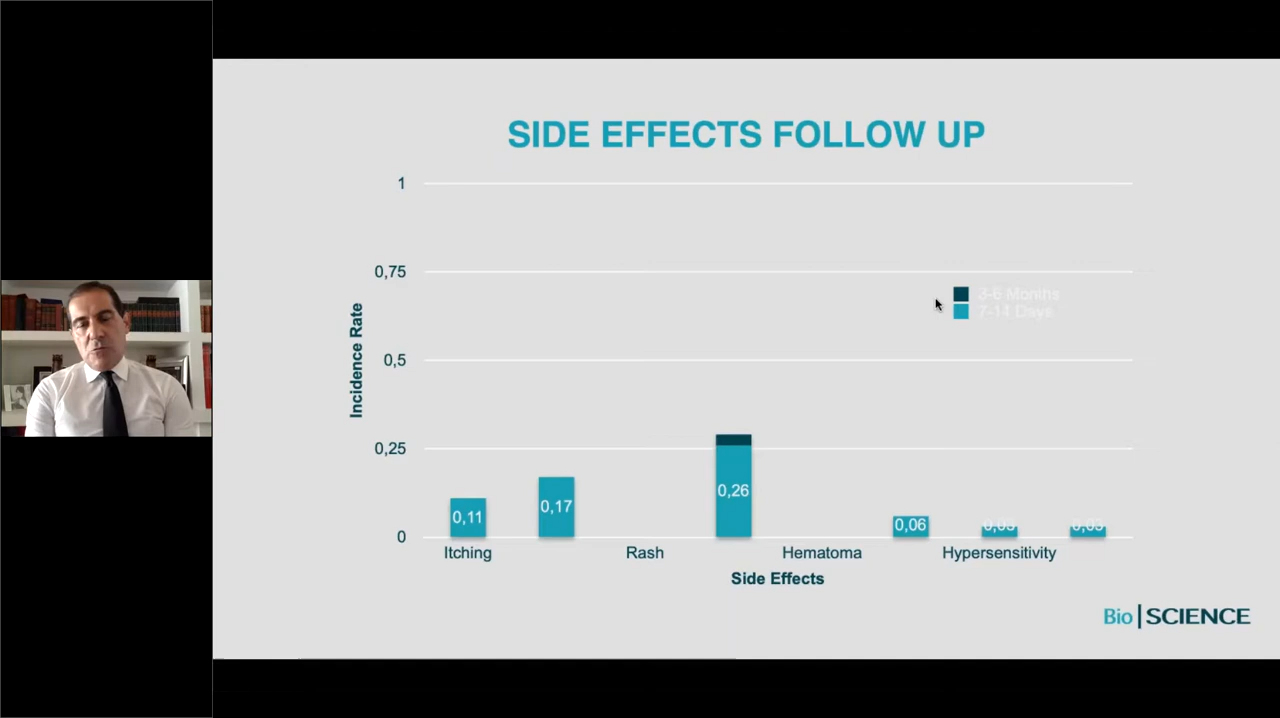 SIDE EFFECTS FOLLOW UP
1
0,75
0,5
0,25
0
Incidence Rate
3-6 Months
7-14 Days
0,11
0,17
0,26
0,06
Itching
Rash
Hematoma
Hypersensitivity
Side Effects
Bio|SCIENCE